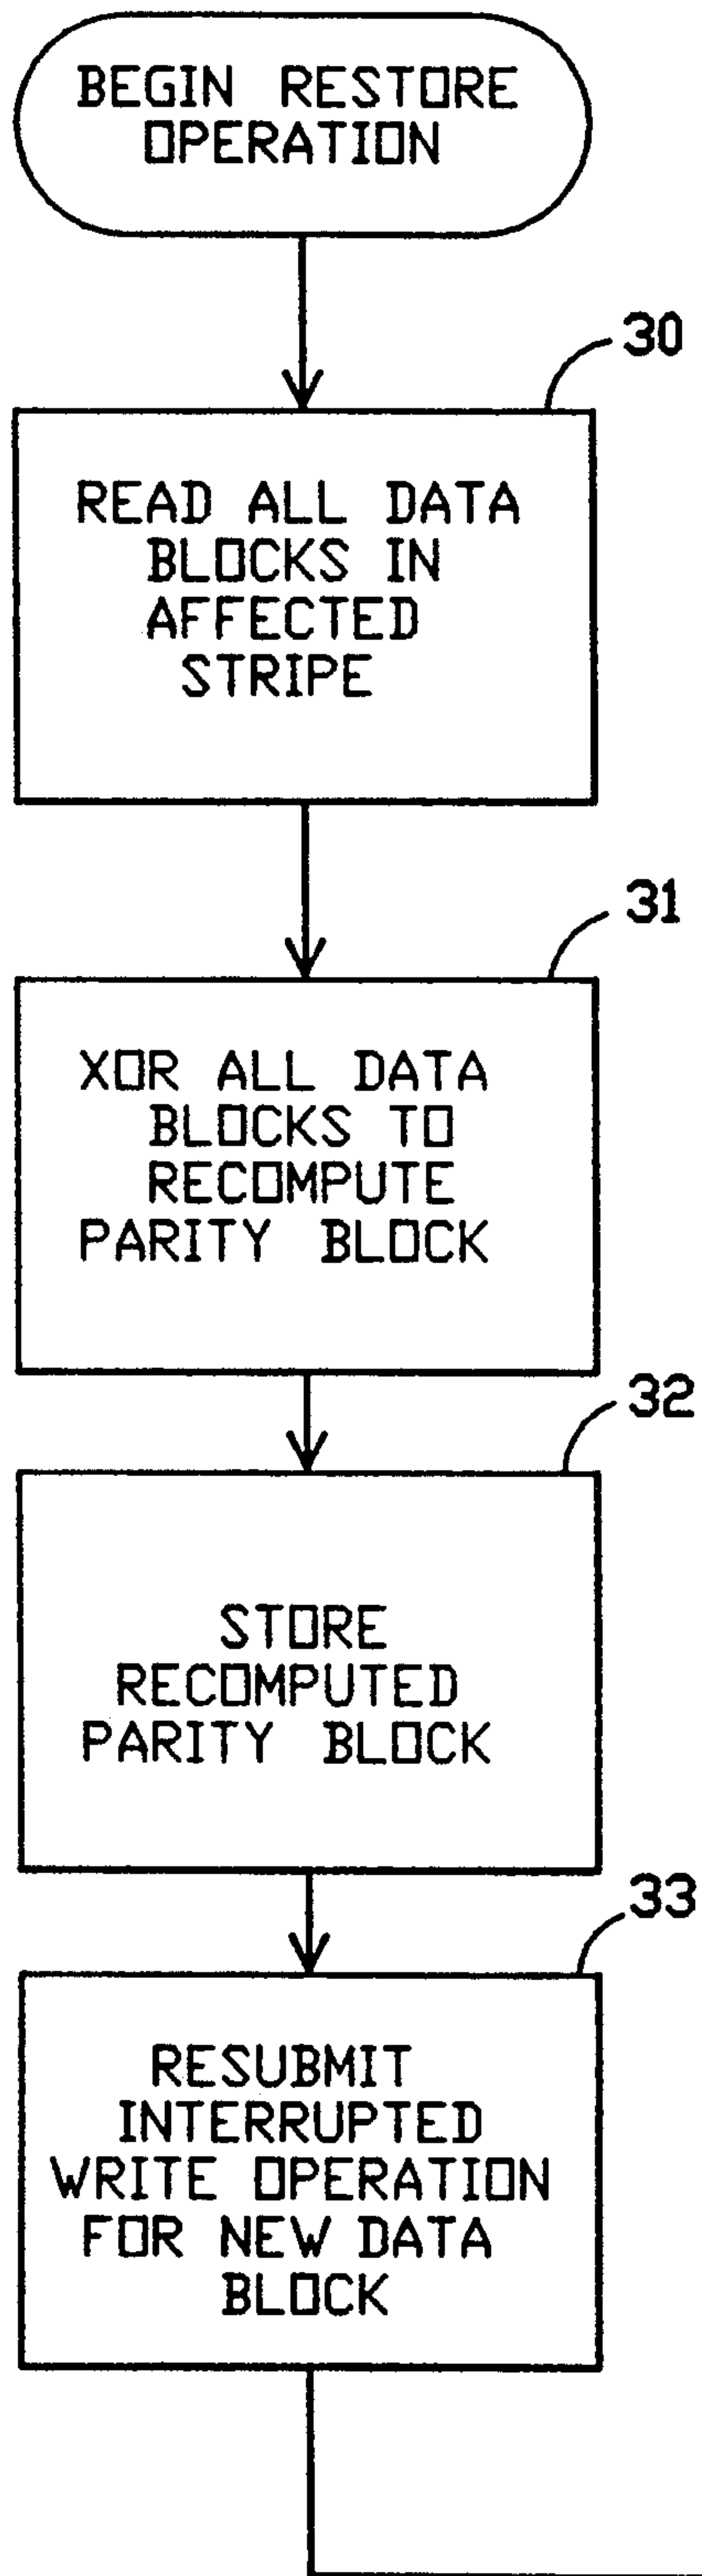 BEGIN RESTORE
OPERATION
30
READ ALL DATA
BLOCKS IN
AFFECTED
STRIPE
31
XOR ALL DATA
BLOCKS TO
RECOMPUTE
PARITY BLOCK
32
STORE
RECOMPUTED
PARITY BLOCK
33
RESUBMIT
INTERRUPTED
WRITE OPERATION
FOR NEW DATA
BLOCK